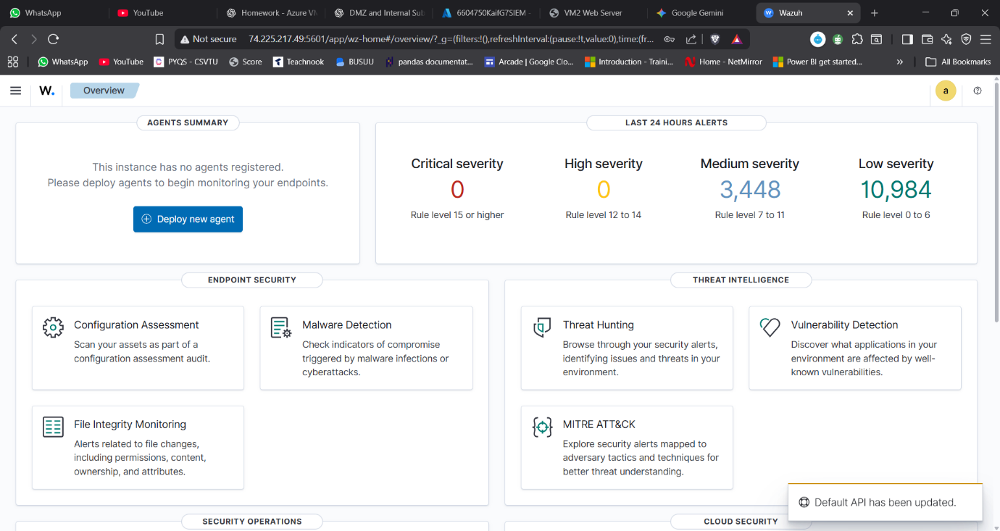 WhatsApp
YouTube
Homework - Azure VM
DMZ and Internal Sub
6604750KaifG7SIEM -
VM2 Web Server
Google Gemini
Wazuh
Not secure
74.225.217.49:5601/app/wz-home#/overview/?_g=(filters:!(),refreshInterval:(pause:!t,value:0),time:(fr...
WhatsApp
YouTube
PYQS - CSVTU
Score
Teachnook
BUSUU
pandas documentat...
Arcade | Google Clo...
Introduction - Traini...
Home - NetMirror
Power BI get started...
»
All Bookmarks
W.
Overview
a
AGENTS SUMMARY
This instance has no agents registered.
Please deploy agents to begin monitoring your endpoints.
Deploy new agent
LAST 24 HOURS ALERTS
Critical severity
0
Rule level 15 or higher
High severity
0
Rule level 12 to 14
Medium severity
3,448
Rule level 7 to 11
Low severity
10,984
Rule level 0 to 6
ENDPOINT SECURITY
Configuration Assessment
Scan your assets as part of a
configuration assessment audit.
Malware Detection
Check indicators of compromise
triggered by malware infections or
cyberattacks.
File Integrity Monitoring
Alerts related to file changes,
including permissions, content,
ownership, and attributes.
THREAT INTELLIGENCE
Threat Hunting
Browse through your security alerts,
identifying issues and threats in your
environment.
Vulnerability Detection
Discover what applications in your
environment are affected by well-
known vulnerabilities.
MITRE ATT&CK
Explore security alerts mapped to
adversary tactics and techniques for
better threat understanding.
Default API has been updated.
SECURITY OPERATIONS
CLOUD SECURITY